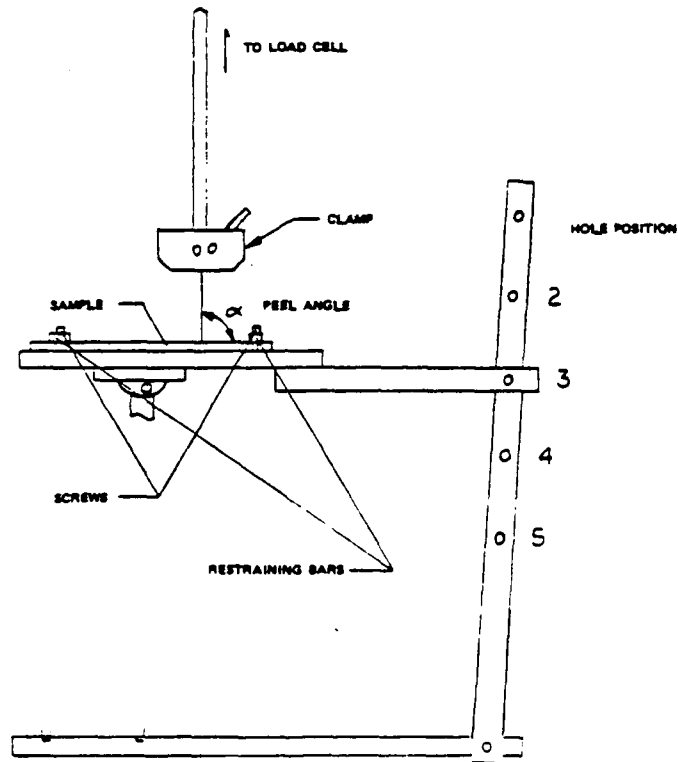 TO LOAD CELL
CLAMP
HOLE POSITION
SAMPLE
α PEEL ANGLE
2
3
4
SCREWS
5
RESTRAINING BARS